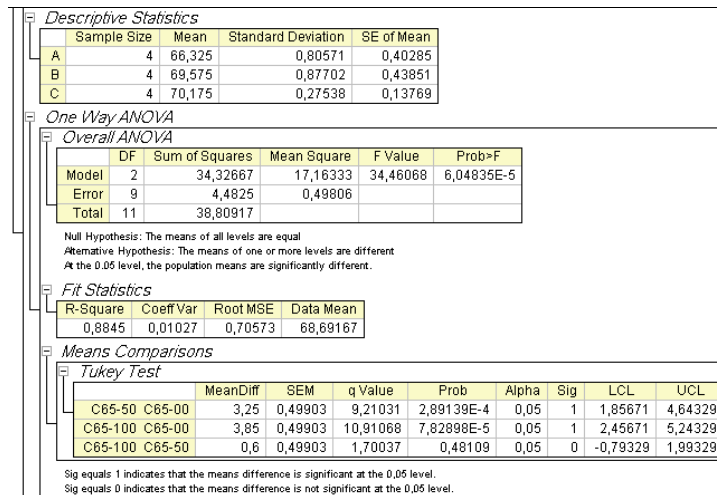 Descriptive Statistics
Sample Size Mean Standard Deviation SE of Mean
A 4 66,325 0,80571 0,40285
B 4 69,575 0,87702 0,43851
C 4 70,175 0,27538 0,13769
One Way ANOVA
Overall ANOVA
DF Sum of Squares Mean Square F Value Prob>F
Model 2 34,32667 17,16333 34,46068 6,04835E-5
Error 9 4,4825 0,49806
Total 11 38,80917
Null Hypothesis: The means of all levels are equal
Alternative Hypothesis: The means of one or more levels are different
At the 0.05 level, the population means are significantly different.
Fit Statistics
R-Square Coeff Var Root MSE Data Mean
0,8845 0,01027 0,70573 68,69167
Means Comparisons
Tukey Test
MeanDiff SEM q Value Prob Alpha Sig LCL UCL
C65-50 C65-00 3,25 0,49903 9,21031 2,89139E-4 0,05 1 1,85671 4,64329
C65-100 C65-00 3,85 0,49903 10,91068 7,82898E-5 0,05 1 2,45671 5,24329
C65-100 C65-50 0,6 0,49903 1,70037 0,48109 0,05 0 -0,79329 1,99329
Sig equals 1 indicates that the means difference is significant at the 0,05 level.
Sig equals 0 indicates that the means difference is not significant at the 0,05 level.